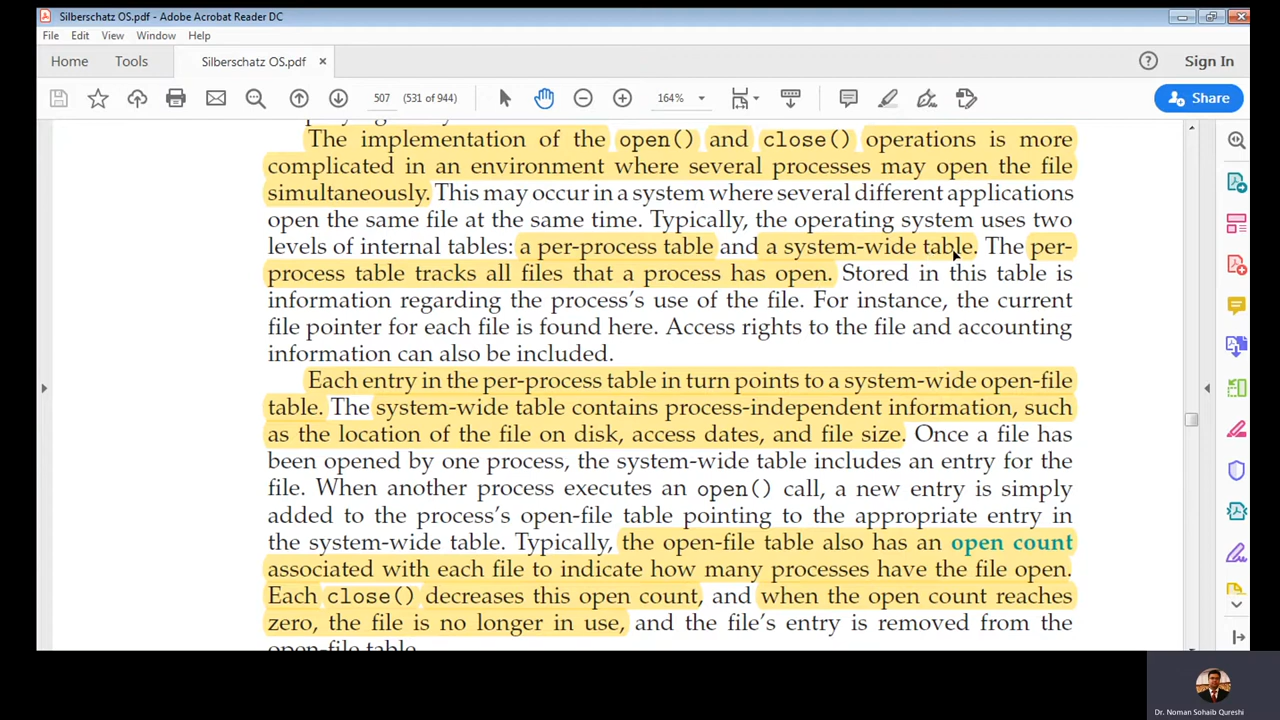 Silberschatz OS.pdf - Adobe Acrobat Reader DC
File Edit View Window Help
Home Tools Silberschatz OS.pdf × Sign In
507 (531 of 944) 164% Share
The implementation of the open() and close() operations is more
complicated in an environment where several processes may open the file
simultaneously. This may occur in a system where several different applications
open the same file at the same time. Typically, the operating system uses two
levels of internal tables: a per-process table and a system-wide table. The per-
process table tracks all files that a process has open. Stored in this table is
information regarding the process’s use of the file. For instance, the current
file pointer for each file is found here. Access rights to the file and accounting
information can also be included.
Each entry in the per-process table in turn points to a system-wide open-file
table. The system-wide table contains process-independent information, such
as the location of the file on disk, access dates, and file size. Once a file has
been opened by one process, the system-wide table includes an entry for the
file. When another process executes an open() call, a new entry is simply
added to the process’s open-file table pointing to the appropriate entry in
the system-wide table. Typically, the open-file table also has an open count
associated with each file to indicate how many processes have the file open.
Each close() decreases this open count, and when the open count reaches
zero, the file is no longer in use, and the file’s entry is removed from the
open-file table.
Dr. Noman Sohaib Qureshi